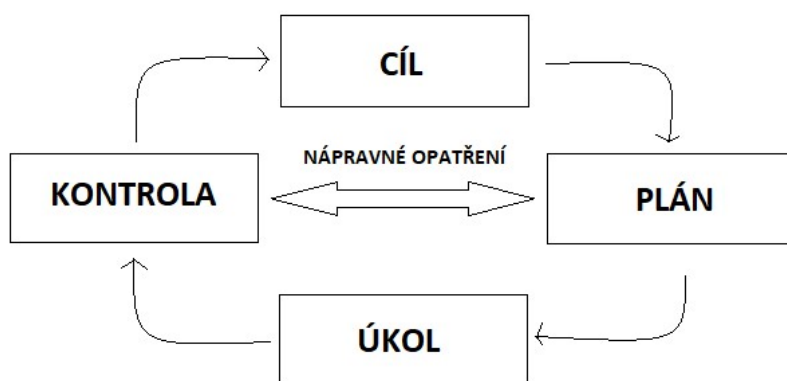 CÍL
NÁPRAVNÉ OPATŘENÍ
KONTROLA
PLÁN
ÚKOL